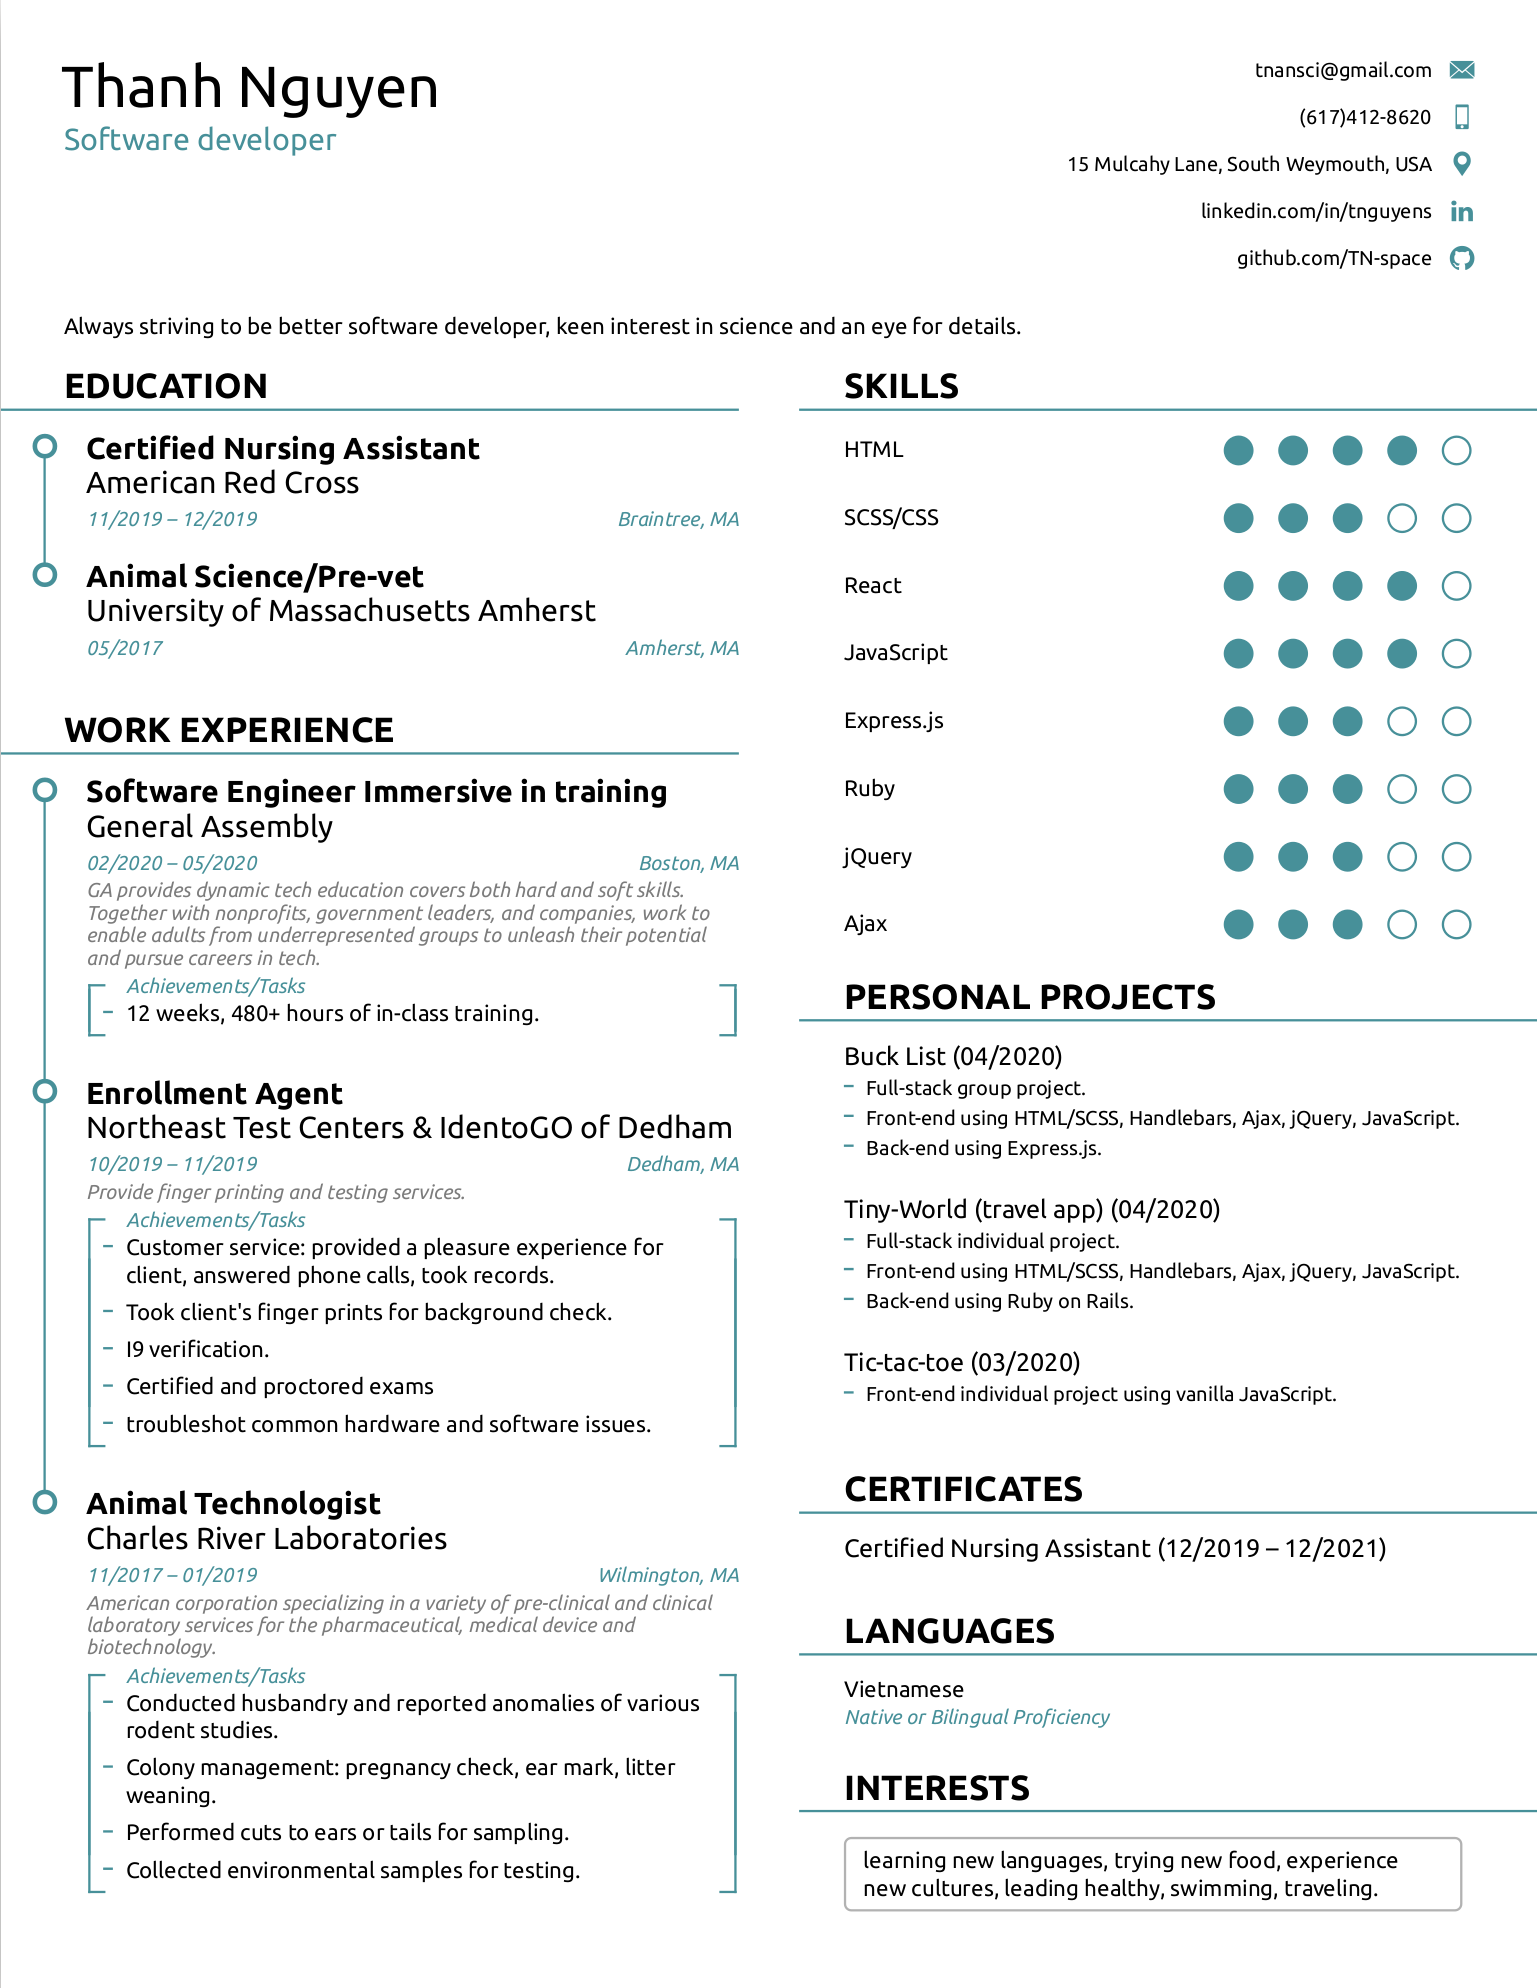 Thanh Nguyen
Software developer
tnansci@gmail.com
(617)412-8620
15 Mulcahy Lane, South Weymouth, USA
linkedin.com/in/tnguyens
github.com/TN-space
Always striving to be better software developer, keen interest in science and an eye for details.
EDUCATION
Certified Nursing Assistant
American Red Cross
11/2019 – 12/2019 Braintree, MA
Animal Science/Pre-vet
University of Massachusetts Amherst
05/2017 Amherst, MA
WORK EXPERIENCE
Software Engineer Immersive in training
General Assembly
02/2020 – 05/2020 Boston, MA
GA provides dynamic tech education covers both hard and soft skills.
Together with nonprofits, government leaders, and companies, work to
enable adults from underrepresented groups to unleash their potential
and pursue careers in tech.
Achievements/Tasks
– 12 weeks, 480+ hours of in-class training.
Enrollment Agent
Northeast Test Centers & IdentoGO of Dedham
10/2019 – 11/2019 Dedham, MA
Provide finger printing and testing services.
Achievements/Tasks
– Customer service: provided a pleasure experience for
client, answered phone calls, took records.
– Took client's finger prints for background check.
– I9 verification.
– Certified and proctored exams
– troubleshot common hardware and software issues.
Animal Technologist
Charles River Laboratories
11/2017 – 01/2019 Wilmington, MA
American corporation specializing in a variety of pre-clinical and clinical
laboratory services for the pharmaceutical, medical device and
biotechnology.
Achievements/Tasks
– Conducted husbandry and reported anomalies of various
rodent studies.
– Colony management: pregnancy check, ear mark, litter
weaning.
– Performed cuts to ears or tails for sampling.
– Collected environmental samples for testing.
SKILLS
HTML
SCSS/CSS
React
JavaScript
Express.js
Ruby
jQuery
Ajax
PERSONAL PROJECTS
Buck List (04/2020)
– Full-stack group project.
– Front-end using HTML/SCSS, Handlebars, Ajax, jQuery, JavaScript.
– Back-end using Express.js.
Tiny-World (travel app) (04/2020)
– Full-stack individual project.
– Front-end using HTML/SCSS, Handlebars, Ajax, jQuery, JavaScript.
– Back-end using Ruby on Rails.
Tic-tac-toe (03/2020)
– Front-end individual project using vanilla JavaScript.
CERTIFICATES
Certified Nursing Assistant (12/2019 – 12/2021)
LANGUAGES
Vietnamese
Native or Bilingual Proficiency
INTERESTS
learning new languages, trying new food, experience
new cultures, leading healthy, swimming, traveling.